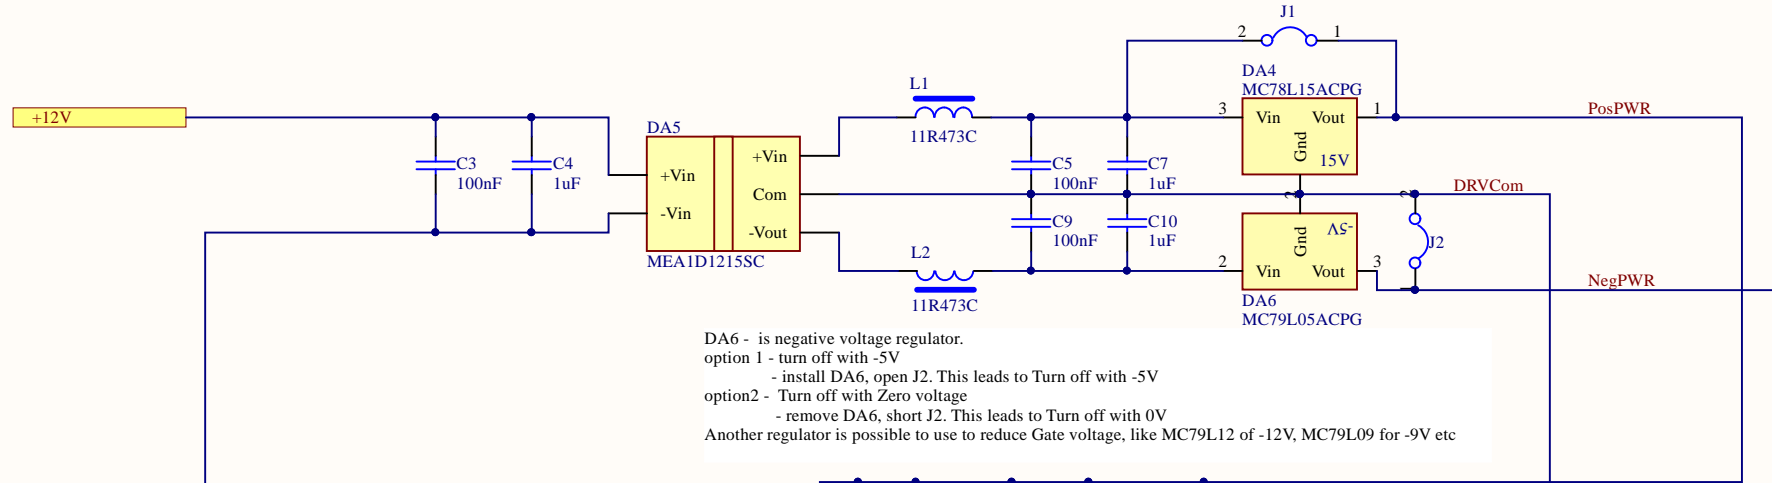 J1
2
1
DA4
MC78L15ACPG
L1
+12V
3
Vin
Vout
1
PosPWR
DA5
11R473C
Gnd
+Vin
C3
C4
C5
C7
15V
100nF
1uF
+Vin
100nF
1uF
Com
2
2
DRVCom
-Vin
-Vout
C9
C10
Gnd
-5V
J2
100nF
1uF
MEA1D1215SC
L2
2
Vin
Vout
3
1
NegPWR
11R473C
DA6
MC79L05ACPG
DA6 - is negative voltage regulator.
option 1 - turn off with -5V
- install DA6, open J2. This leads to Turn off with -5V
option2 - Turn off with Zero voltage
- remove DA6, short J2. This leads to Turn off with 0V
Another regulator is possible to use to reduce Gate voltage, like MC79L12 of -12V, MC79L09 for -9V etc